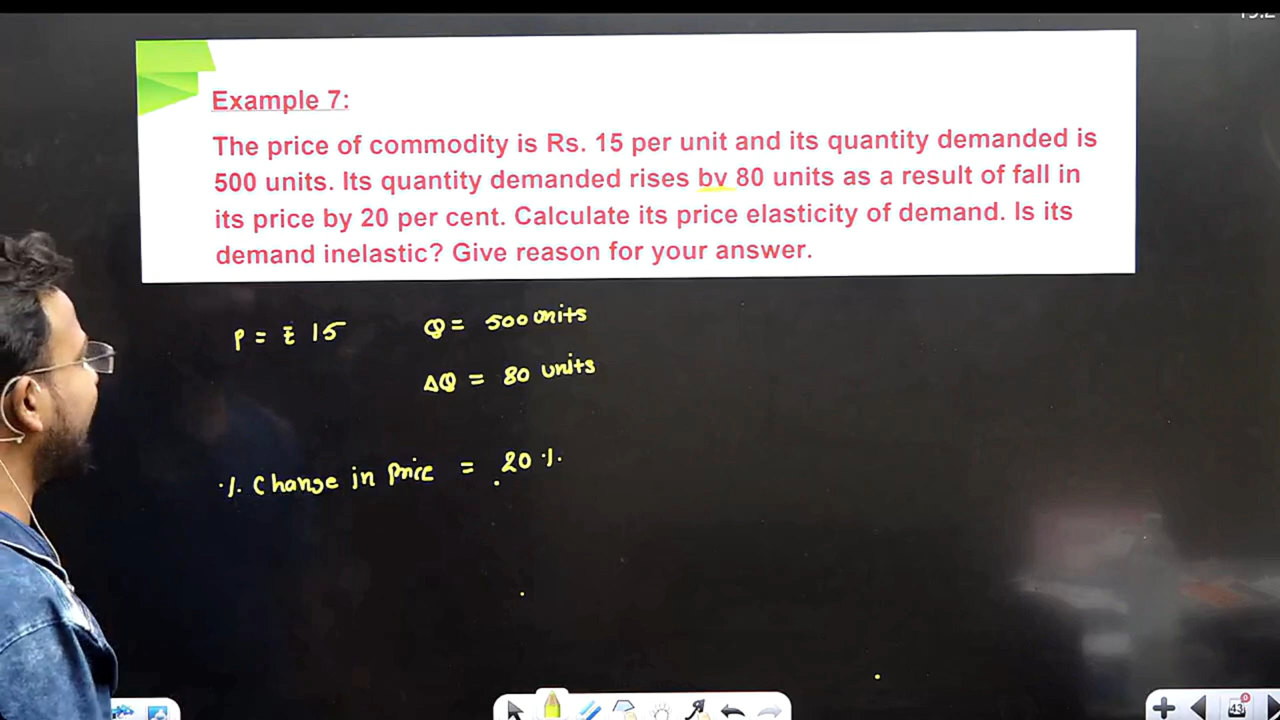 Example 7:
The price of commodity is Rs. 15 per unit and its quantity demanded is
500 units. Its quantity demanded rises by 80 units as a result of fall in
its price by 20 per cent. Calculate its price elasticity of demand. Is its
demand inelastic? Give reason for your answer.
P = ₹ 15 Q = 500 units
ΔQ = 80 units
% Change in Price = 20 %
43